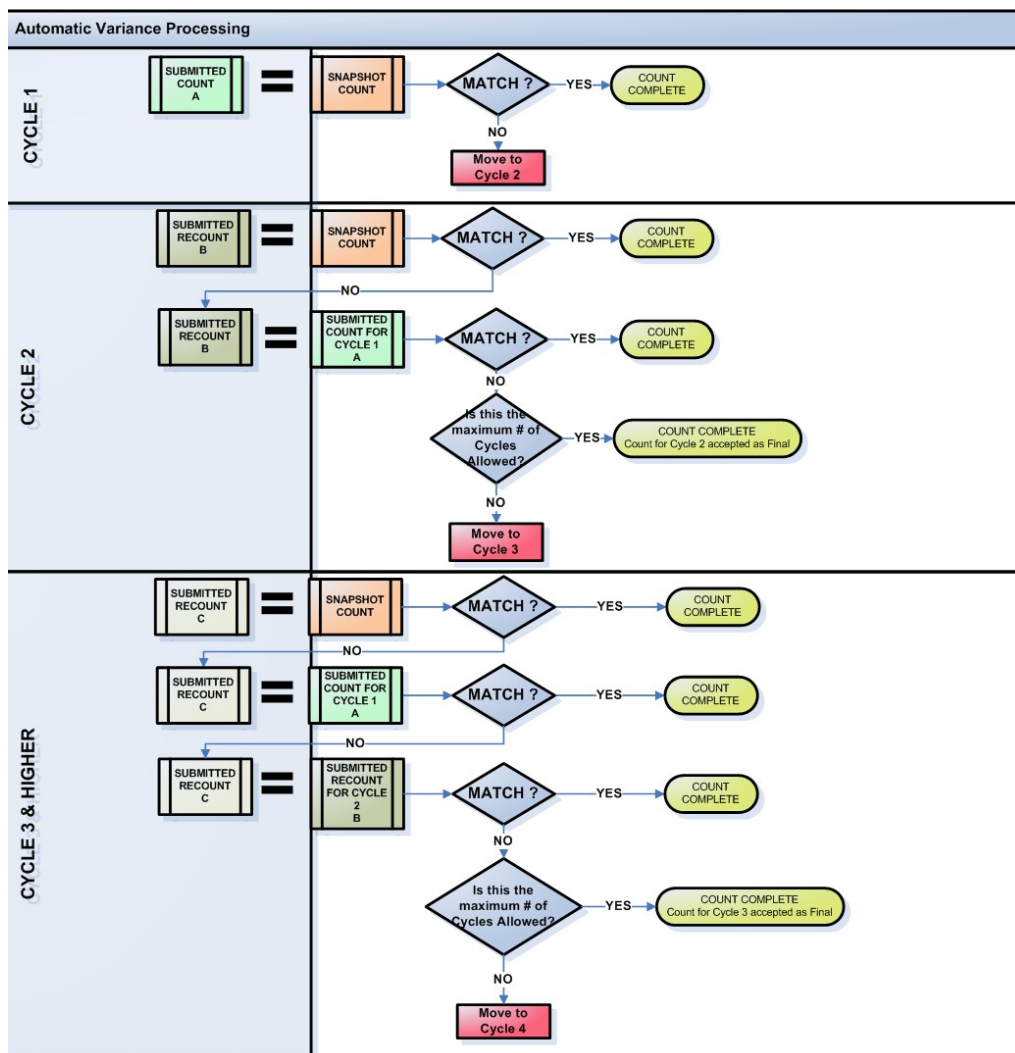 Automatic Variance Processing
CYCLE 1
SUBMITTED
COUNT
A
=
SNAPSHOT
COUNT
MATCH ?
YES
COUNT
COMPLETE
NO
Move to
Cycle 2
CYCLE 2
SUBMITTED
RECOUNT
B
=
SNAPSHOT
COUNT
MATCH ?
YES
COUNT
COMPLETE
NO
SUBMITTED
RECOUNT
B
=
SUBMITTED
COUNT FOR
CYCLE 1
A
MATCH ?
YES
COUNT
COMPLETE
NO
Is this the
maximum # of
Cycles
Allowed?
YES
COUNT COMPLETE
Count for Cycle 2 accepted as Final
NO
Move to
Cycle 3
CYCLE 3 & HIGHER
SUBMITTED
RECOUNT
C
=
SNAPSHOT
COUNT
MATCH ?
YES
COUNT
COMPLETE
NO
SUBMITTED
RECOUNT
C
=
SUBMITTED
COUNT FOR
CYCLE 1
A
MATCH ?
YES
COUNT
COMPLETE
NO
SUBMITTED
RECOUNT
C
=
SUBMITTED
RECOUNT
FOR CYCLE
2
B
MATCH ?
YES
COUNT
COMPLETE
NO
Is this the
maximum # of
Cycles Allowed?
YES
COUNT COMPLETE
Count for Cycle 3 accepted as Final
NO
Move to
Cycle 4